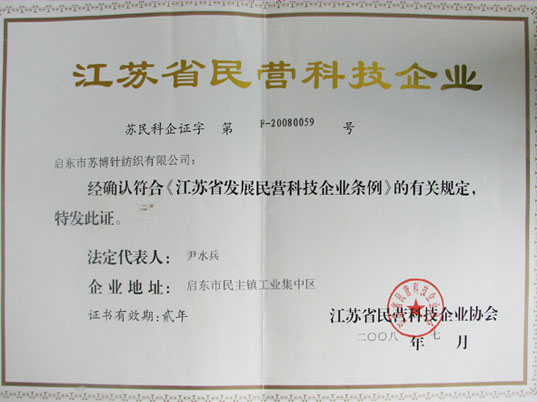 江苏省民营科技企业
苏民科企证字 第 F-20080059 号
启东市苏博针纺织有限公司:
经确认符合《江苏省发展民营科技企业条例》的有关规定,
特发此证。
法定代表人: 尹水兵
企业地址: 启东市民主镇工业集中区
证书有效期:贰年
江苏省民营科技企业协会
二〇〇八年七月